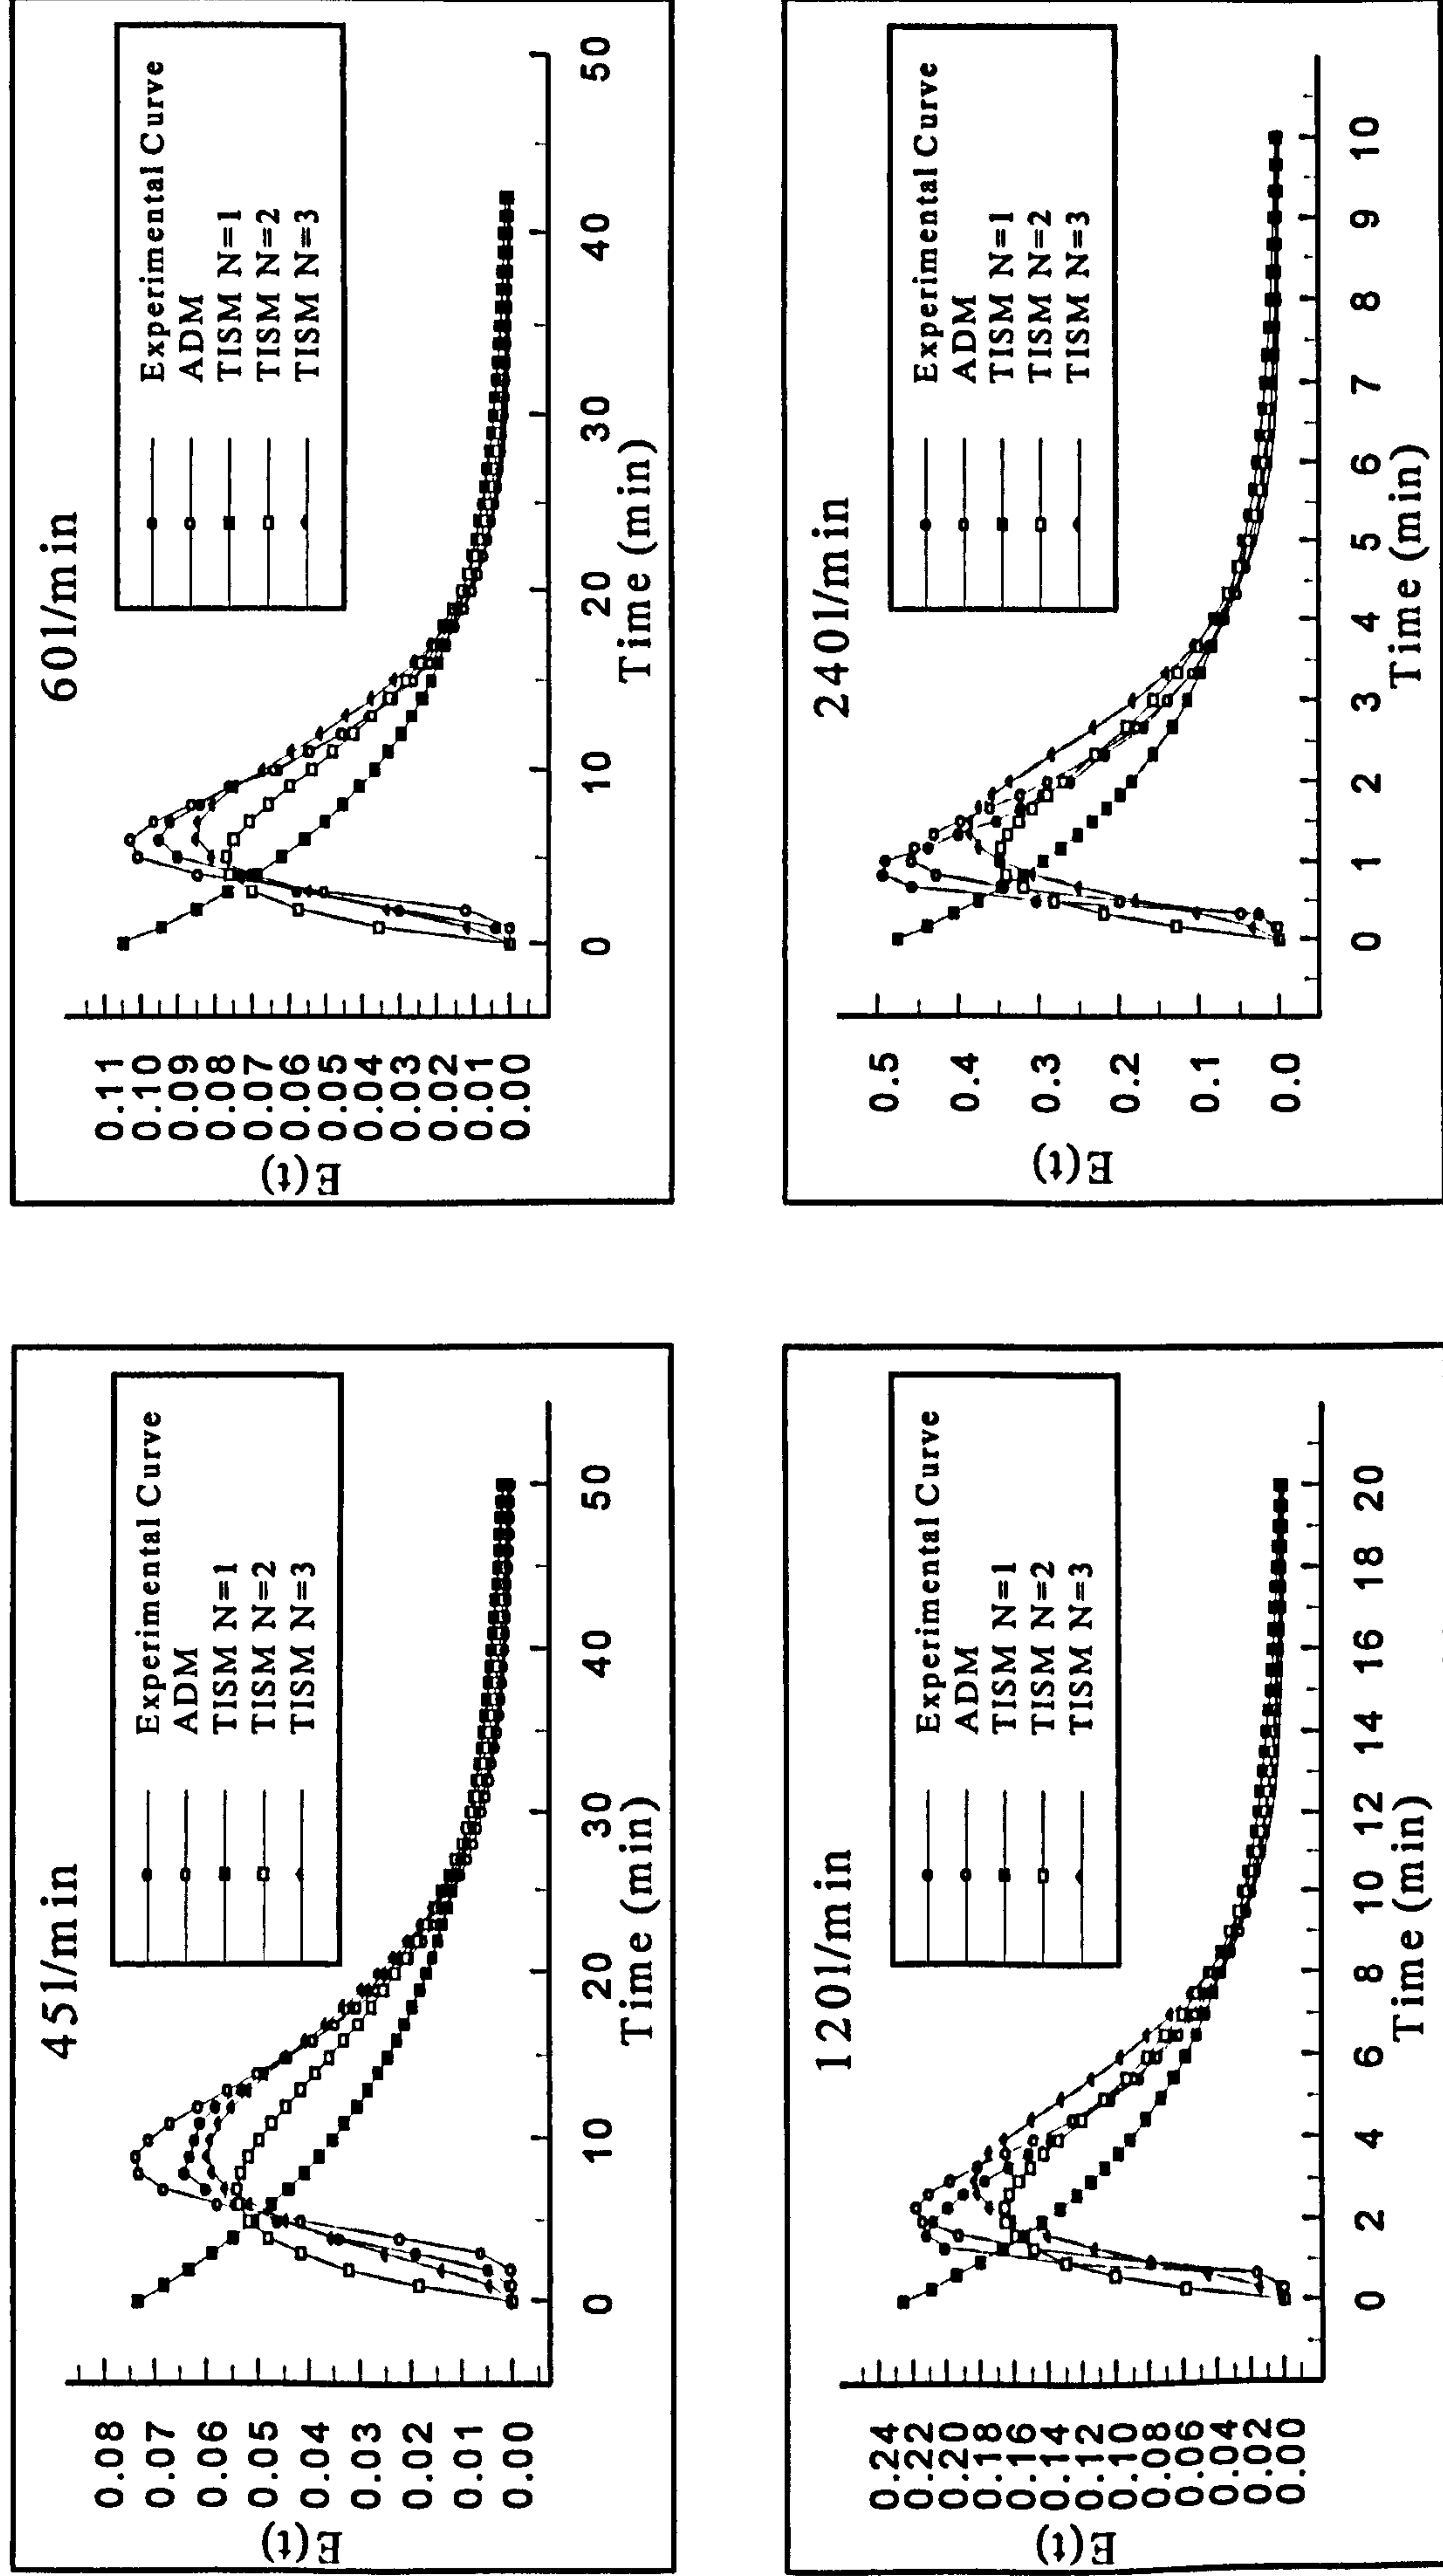 45l/min
Experimental Curve
ADM
TISM N=1
TISM N=2
TISM N=3
E(t)
0.08
0.07
0.06
0.05
0.04
0.03
0.02
0.01
0.00
0 10 20 30 40 50
Time (min)
60l/min
Experimental Curve
ADM
TISM N=1
TISM N=2
TISM N=3
E(t)
0.11
0.10
0.09
0.08
0.07
0.06
0.05
0.04
0.03
0.02
0.01
0.00
0 10 20 30 40 50
Time (min)
120l/min
Experimental Curve
ADM
TISM N=1
TISM N=2
TISM N=3
E(t)
0.24
0.22
0.20
0.18
0.16
0.14
0.12
0.10
0.08
0.06
0.04
0.02
0.00
0 2 4 6 8 10 12 14 16 18 20
Time (min)
240l/min
Experimental Curve
ADM
TISM N=1
TISM N=2
TISM N=3
E(t)
0.5
0.4
0.3
0.2
0.1
0.0
0 1 2 3 4 5 6 7 8 9 10
Time (min)